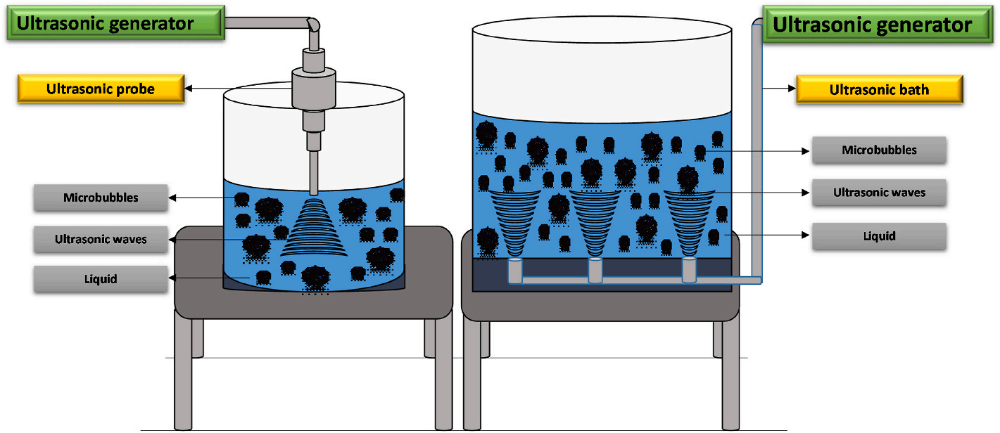 Ultrasonic generator
Ultrasonic probe
Microbubbles
Ultrasonic waves
Liquid
Ultrasonic generator
Ultrasonic bath
Microbubbles
Ultrasonic waves
Liquid